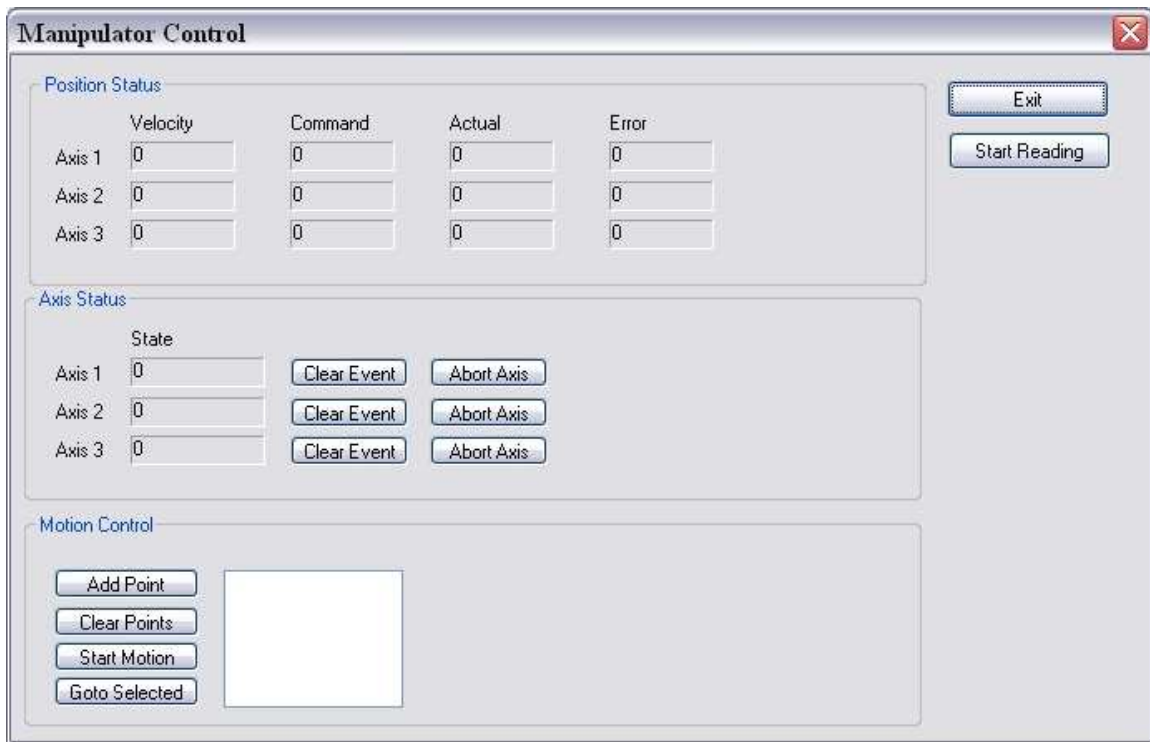 Manipulator Control
Position Status
Exit
Velocity Command Actual Error
Start Reading
Axis 1 0 0 0 0
Axis 2 0 0 0 0
Axis 3 0 0 0 0
Axis Status
State
Axis 1 0 Clear Event Abort Axis
Axis 2 0 Clear Event Abort Axis
Axis 3 0 Clear Event Abort Axis
Motion Control
Add Point
Clear Points
Start Motion
Goto Selected